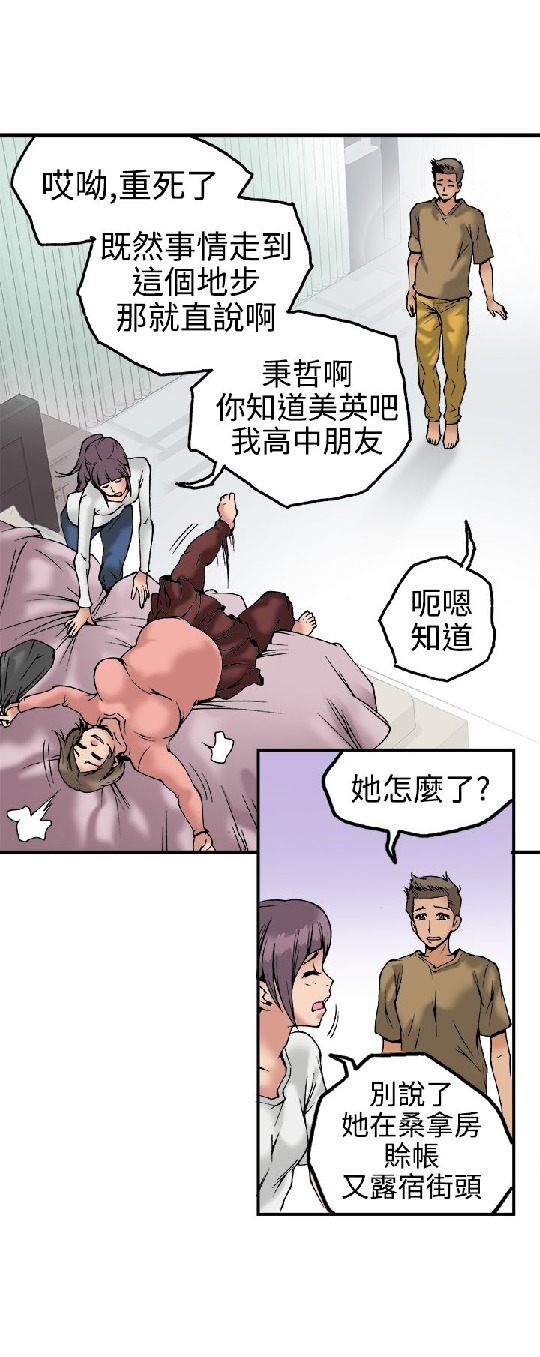 哎呦,重死了
既然事情走到
這個地步
那就直說啊
秉哲啊
你知道美英吧
我高中朋友
呃嗯
知道
她怎麼了?
別說了
她在桑拿房
賒帳
又露宿街頭